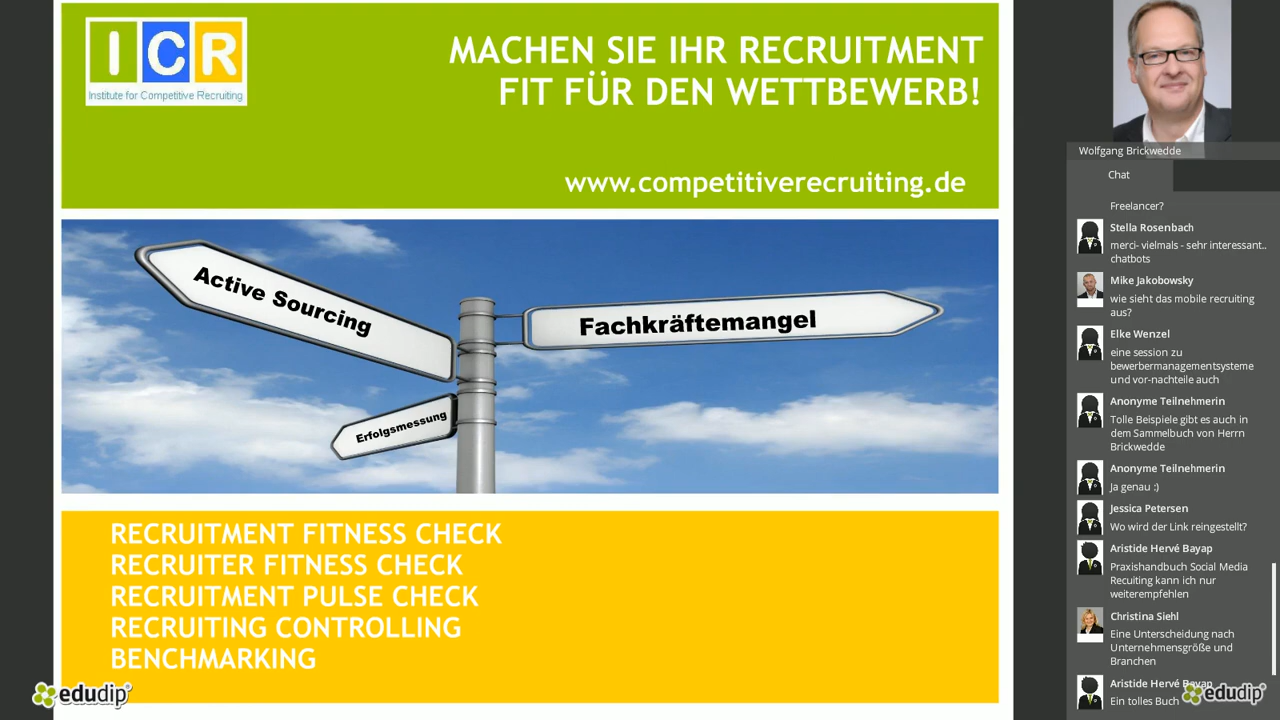 I C R
Institute for Competitive Recruiting
MACHEN SIE IHR RECRUITMENT
FIT FÜR DEN WETTBEWERB!
www.competitiverecruiting.de
Active Sourcing
Fachkräftemangel
Erfolgsmessung
RECRUITMENT FITNESS CHECK
RECRUITER FITNESS CHECK
RECRUITMENT PULSE CHECK
RECRUITING CONTROLLING
BENCHMARKING
edudip
Wolfgang Brickwedde
Chat
Freelancer?
Stella Rosenbach
merci- vielmals - sehr interessant..
chatbots
Mike Jakobowsky
wie sieht das mobile recruiting
aus?
Elke Wenzel
eine session zu
bewerbermanagementsysteme
und vor-nachteile auch
Anonyme Teilnehmerin
Tolle Beispiele gibt es auch in
dem Sammelbuch von Herrn
Brickwedde
Anonyme Teilnehmerin
Ja genau :)
Jessica Petersen
Wo wird der Link reingestellt?
Aristide Hervé Bayap
Praxishandbuch Social Media
Recuiting kann ich nur
weiterempfehlen
Christina Siehl
Eine Unterscheidung nach
Unternehmensgröße und
Branchen
Aristide Hervé Bayap
Ein tolles Buch
edudip